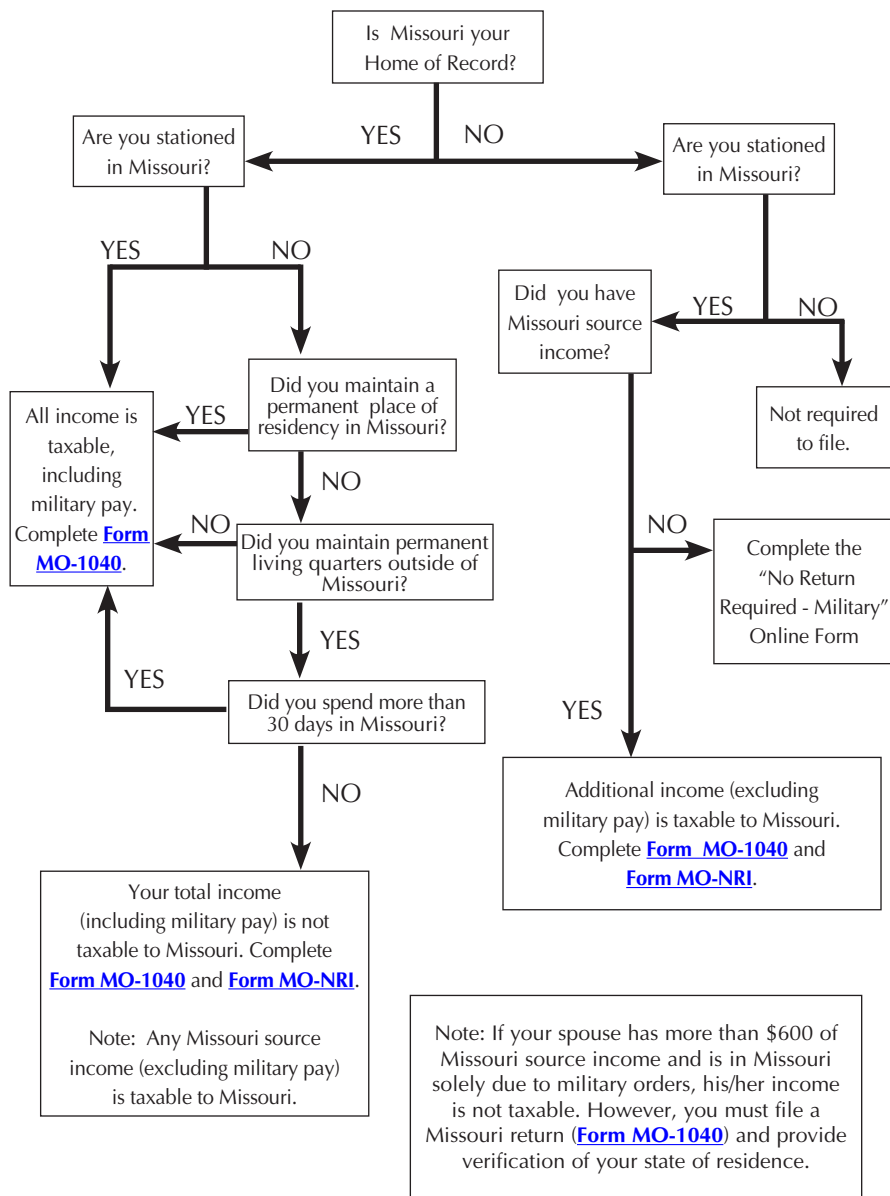 Is Missouri your
Home of Record?
YES
NO
Are you stationed
in Missouri?
Are you stationed
in Missouri?
YES
NO
Did you have
Missouri source
income?
YES
NO
Did you maintain a
permanent place of
residency in Missouri?
YES
All income is
taxable,
including
military pay.
Complete Form
MO-1040.
Not required
to file.
NO
NO
Did you maintain permanent
living quarters outside of
Missouri?
NO
Complete the
“No Return
Required - Military”
Online Form
YES
YES
Did you spend more than
30 days in Missouri?
YES
NO
Additional income (excluding
military pay) is taxable to Missouri.
Complete Form MO-1040 and
Form MO-NRI.
Your total income
(including military pay) is not
taxable to Missouri. Complete
Form MO-1040 and Form MO-NRI.
Note: Any Missouri source
income (excluding military pay)
is taxable to Missouri.
Note: If your spouse has more than $600 of
Missouri source income and is in Missouri
solely due to military orders, his/her income
is not taxable. However, you must file a
Missouri return (Form MO-1040) and provide
verification of your state of residence.